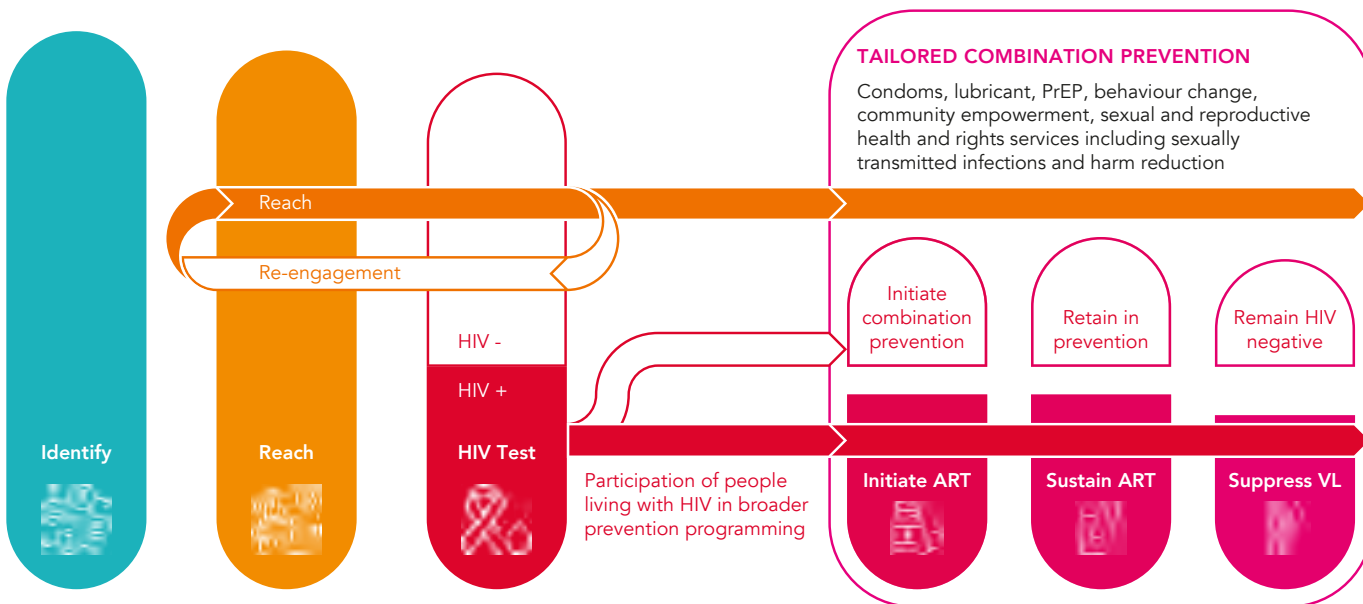 TAILORED COMBINATION PREVENTION
Condoms, lubricant, PrEP, behaviour change,
community empowerment, sexual and reproductive
health and rights services including sexually
transmitted infections and harm reduction
Reach
Re-engagement
Initiate
combination
prevention
Retain in
prevention
Remain HIV
negative
HIV -
HIV +
Identify
Reach
HIV Test
Participation of people
living with HIV in broader
prevention programming
Initiate ART
Sustain ART
Suppress VL